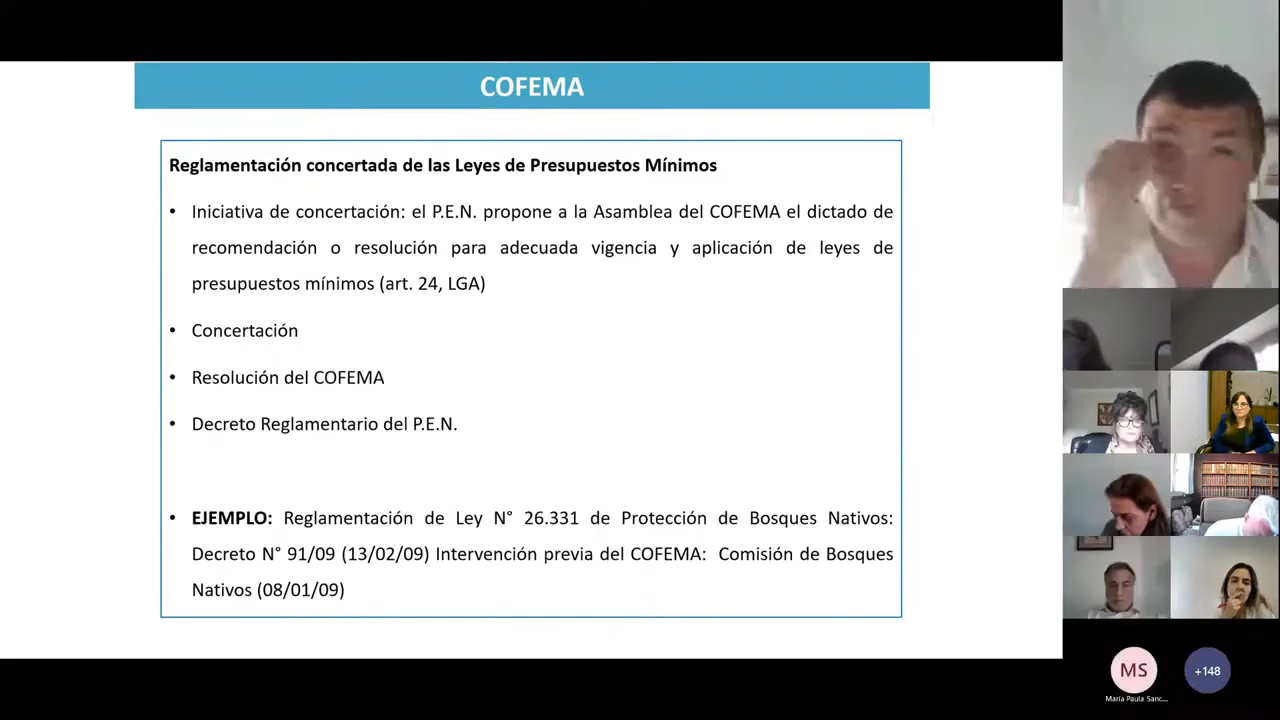 COFEMA
Reglamentación concertada de las Leyes de Presupuestos Mínimos
• Iniciativa de concertación: el P.E.N. propone a la Asamblea del COFEMA el dictado de
recomendación o resolución para adecuada vigencia y aplicación de leyes de
presupuestos mínimos (art. 24, LGA)
• Concertación
• Resolución del COFEMA
• Decreto Reglamentario del P.E.N.
• EJEMPLO: Reglamentación de Ley N° 26.331 de Protección de Bosques Nativos:
Decreto N° 91/09 (13/02/09) Intervención previa del COFEMA: Comisión de Bosques
Nativos (08/01/09)
MS
+148
María Paula Sanc...